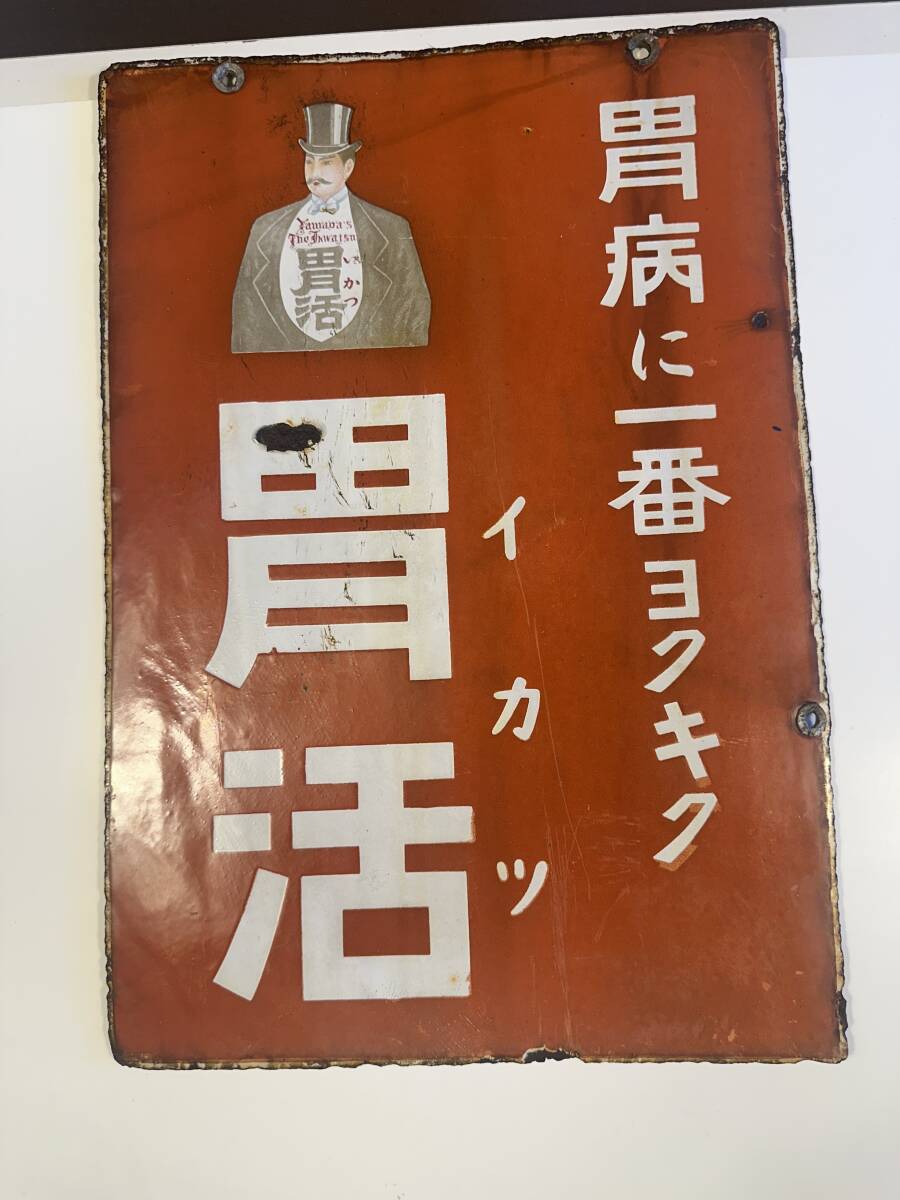 胃病に一番ヨクキク
Yamada's
The Ikwatsu
胃活
いかつ
胃活
イカツ